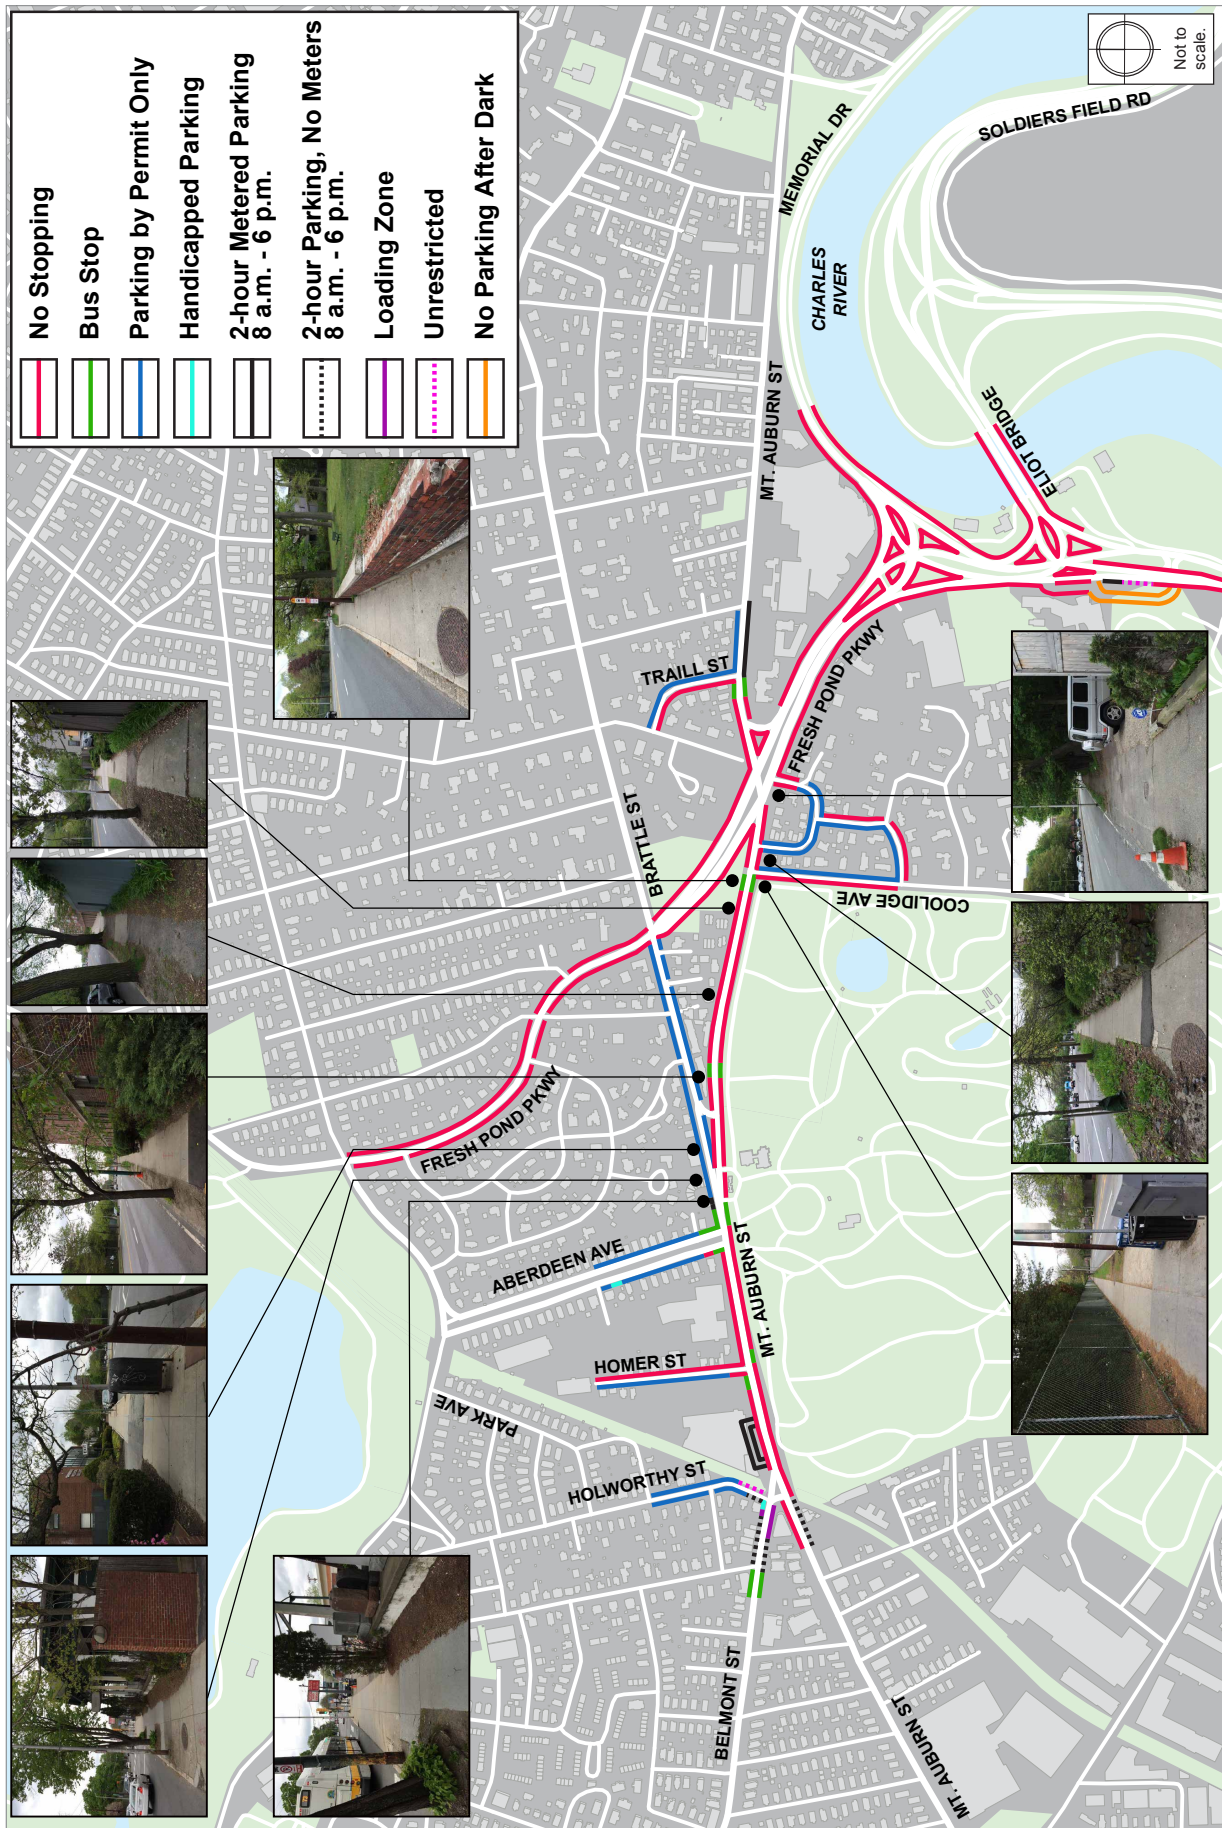 No Stopping
Bus Stop
Parking by Permit Only
Handicapped Parking
2-hour Metered Parking
8 a.m. - 6 p.m.
2-hour Parking, No Meters
8 a.m. - 6 p.m.
Loading Zone
Unrestricted
No Parking After Dark
Not to
scale.
SOLDIERS FIELD RD
MEMORIAL DR
CHARLES
RIVER
ELIOT BRIDGE
MT. AUBURN ST
TRAILL ST
FRESH POND PKWY
BRATTLE ST
COOLIDGE AVE
FRESH POND PKWY
ABERDEEN AVE
MT. AUBURN ST
HOMER ST
PARK AVE
HOLWORTHY ST
BELMONT ST
MT. AUBURN ST